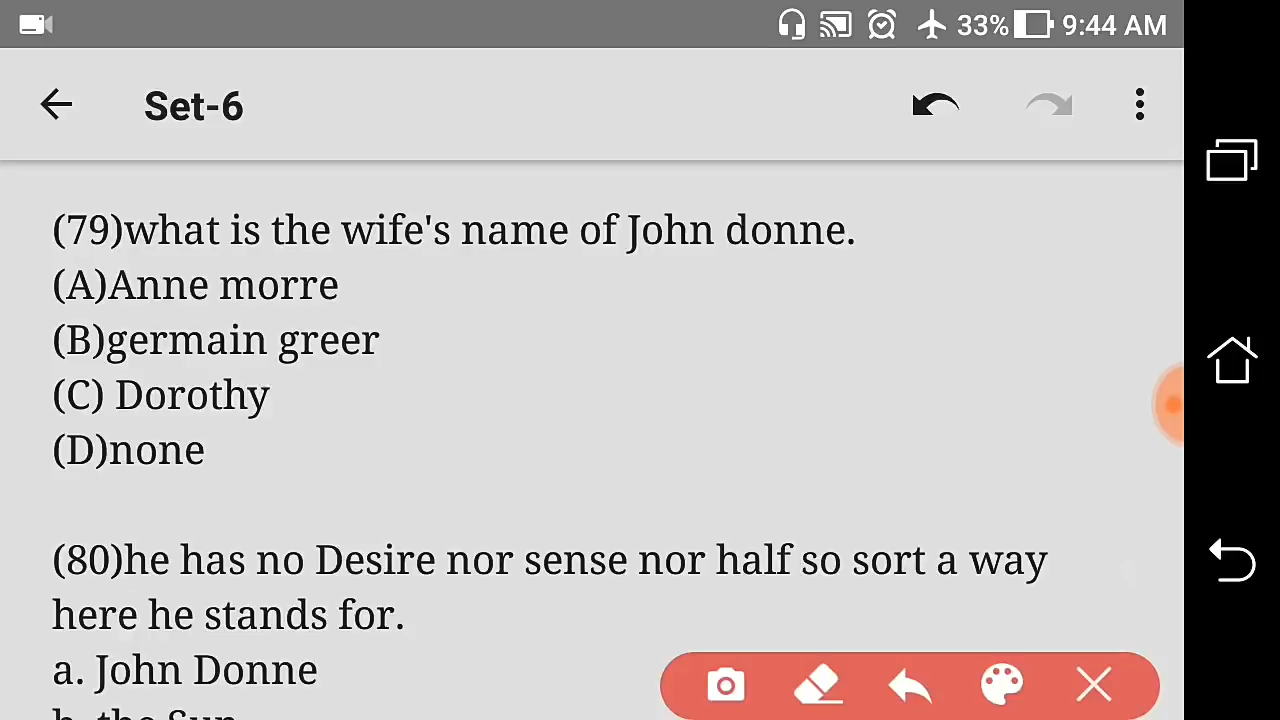 33% 9:44 AM
Set-6
(79)what is the wife's name of John donne.
(A)Anne morre
(B)germain greer
(C) Dorothy
(D)none
(80)he has no Desire nor sense nor half so sort a way
here he stands for.
a. John Donne
b. the Sun